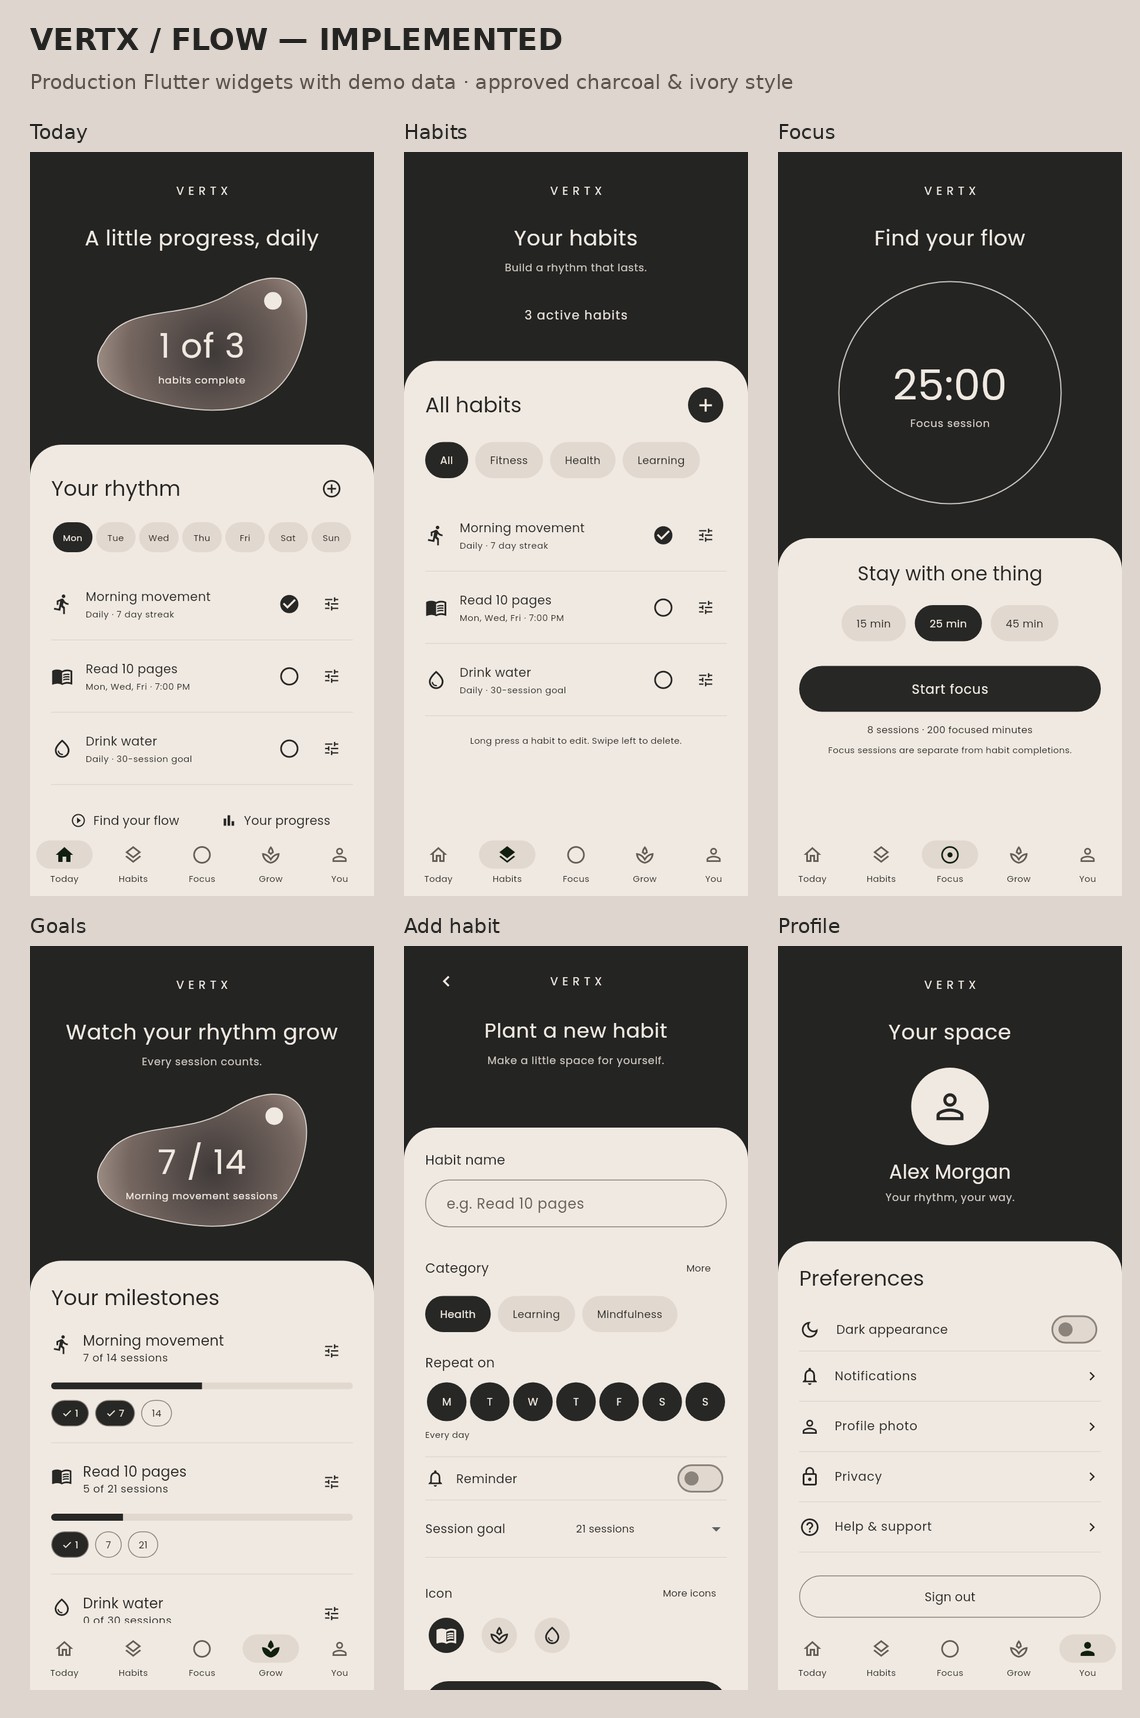 VERTX / FLOW — IMPLEMENTED
Production Flutter widgets with demo data · approved charcoal & ivory style
Today
VERTX
A little progress, daily
1 of 3
habits complete
Your rhythm
Mon Tue Wed Thu Fri Sat Sun
Morning movement
Daily · 7 day streak
Read 10 pages
Mon, Wed, Fri · 7:00 PM
Drink water
Daily · 30-session goal
Find your flow Your progress
Today Habits Focus Grow You
Habits
VERTX
Your habits
Build a rhythm that lasts.
3 active habits
All habits
All Fitness Health Learning
Morning movement
Daily · 7 day streak
Read 10 pages
Mon, Wed, Fri · 7:00 PM
Drink water
Daily · 30-session goal
Long press a habit to edit. Swipe left to delete.
Today Habits Focus Grow You
Focus
VERTX
Find your flow
25:00
Focus session
Stay with one thing
15 min 25 min 45 min
Start focus
8 sessions · 200 focused minutes
Focus sessions are separate from habit completions.
Today Habits Focus Grow You
Goals
VERTX
Watch your rhythm grow
Every session counts.
7 / 14
Morning movement sessions
Your milestones
Morning movement
7 of 14 sessions
1 7 14
Read 10 pages
5 of 21 sessions
1 7 21
Drink water
0 of 30 sessions
Today Habits Focus Grow You
Add habit
VERTX
Plant a new habit
Make a little space for yourself.
Habit name
e.g. Read 10 pages
Category More
Health Learning Mindfulness
Repeat on
M T W T F S S
Every day
Reminder
Session goal 21 sessions
Icon More icons
Profile
VERTX
Your space
Alex Morgan
Your rhythm, your way.
Preferences
Dark appearance
Notifications
Profile photo
Privacy
Help & support
Sign out
Today Habits Focus Grow You